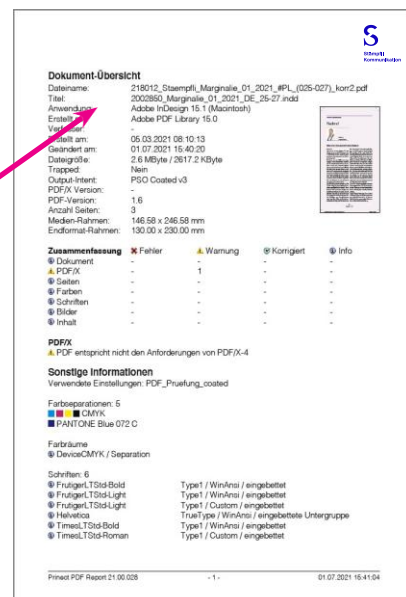 S
Stämpfli
Kommunikation
Dokument-Übersicht
Dateiname: 218012_Staempfli_Marginalie_01_2021_#PL_(025-027)_korr2.pdf
Titel: 2002850_Marginalie_01_2021_DE_25-27.indd
Anwendung: Adobe InDesign 15.1 (Macintosh)
Erstellt Adobe PDF Library 15.0
Verfasser: -
Erstellt am: 05.03.2021 08:10:13
Geändert am: 01.07.2021 15:40:20
Dateigröße: 2.6 MByte / 2617.2 KByte
Trapped: Nein
Output-Intent: PSO Coated v3
PDF/X Version: -
PDF-Version: 1.6
Anzahl Seiten: 3
Medien-Rahmen: 146.58 x 246.58 mm
Endformat-Rahmen: 130.00 x 230.00 mm
Zusammenfassung Fehler Warnung Korrigiert Info
Dokument - - - -
PDF/X - 1 - -
Seiten - - - -
Farben - - - -
Schriften - - - -
Bilder - - - -
Inhalt - - - -
PDF/X
PDF entspricht nicht den Anforderungen von PDF/X-4
Sonstige Informationen
Verwendete Einstellungen: PDF_Pruefung_coated
Farbseparationen: 5
CMYK
PANTONE Blue 072 C
Farbräume
DeviceCMYK / Separation
Schriften: 6
FrutigerLTStd-Bold Type1 / WinAnsi / eingebettet
FrutigerLTStd-Light Type1 / WinAnsi / eingebettet
FrutigerLTStd-Light Type1 / Custom / eingebettet
Helvetica TrueType / WinAnsi / eingebettete Untergruppe
TimesLTStd-Bold Type1 / WinAnsi / eingebettet
TimesLTStd-Roman Type1 / Custom / eingebettet
Prinect PDF Report 21.00.028 - 1 - 01.07.2021 15:41:04